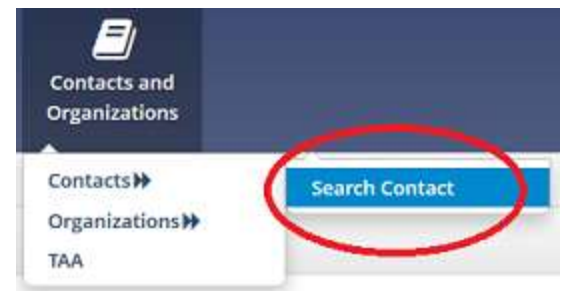 Contacts and
Organizations
Contacts
Search Contact
Organizations
TAA